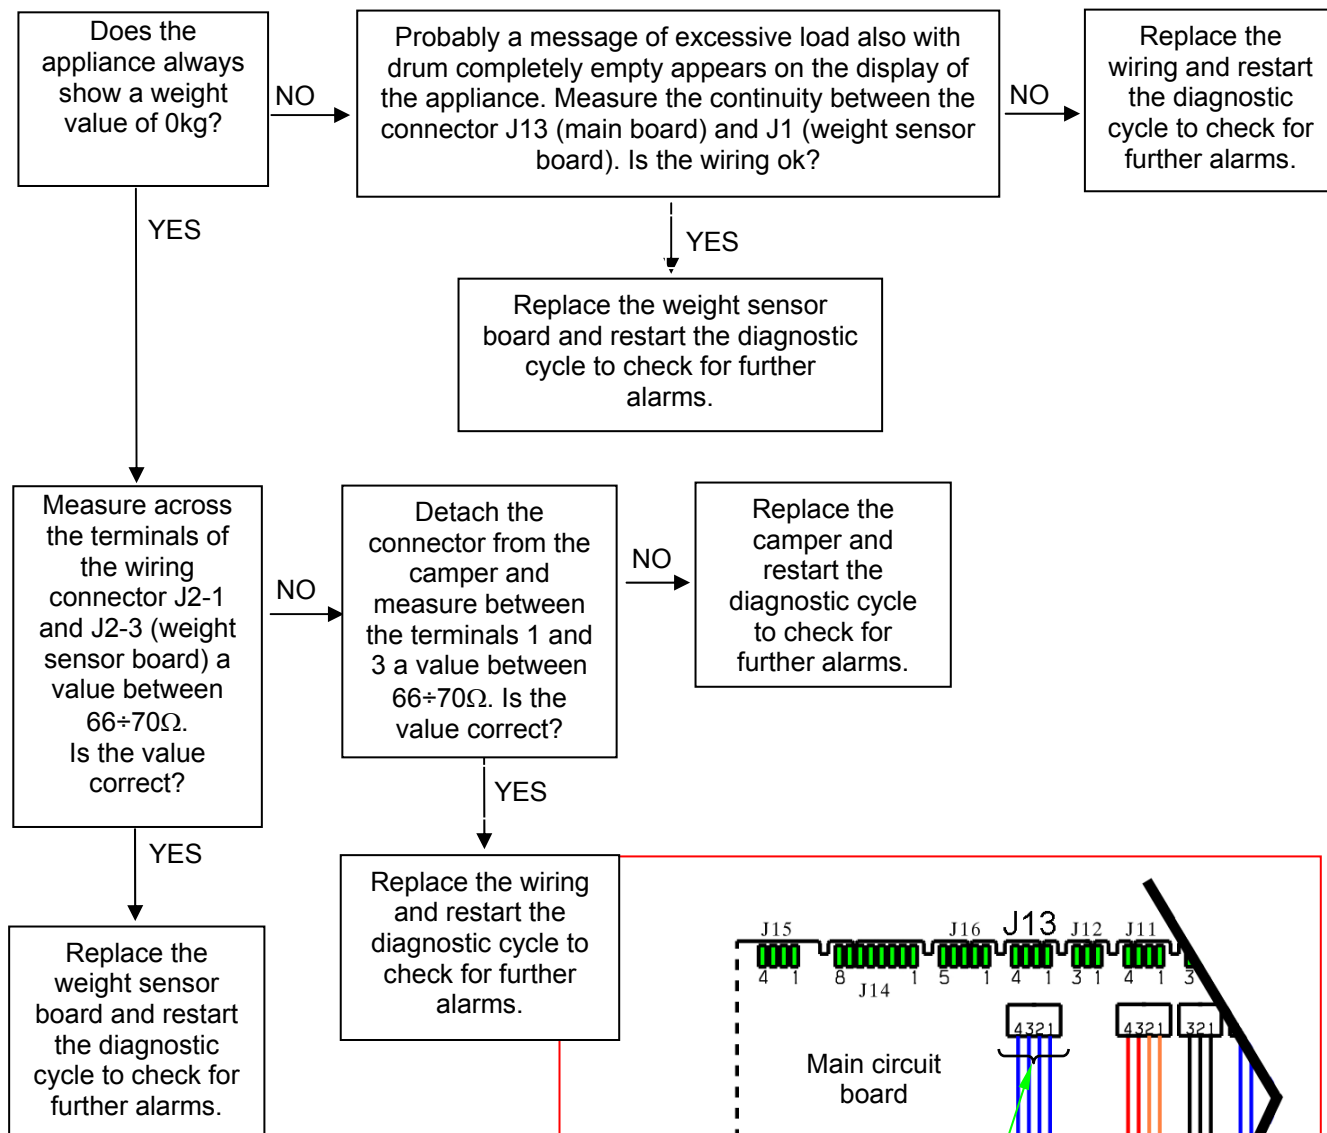 Does the
appliance always
show a weight
value of 0kg?
NO
Probably a message of excessive load also with
drum completely empty appears on the display of
the appliance. Measure the continuity between the
connector J13 (main board) and J1 (weight sensor
board). Is the wiring ok?
NO
Replace the
wiring and restart
the diagnostic
cycle to check for
further alarms.
YES
YES
Replace the weight sensor
board and restart the diagnostic
cycle to check for further
alarms.
Measure across
the terminals of
the wiring
connector J2-1
and J2-3 (weight
sensor board) a
value between
66÷70Ω.
Is the value
correct?
NO
Detach the
connector from the
camper and
measure between
the terminals 1 and
3 a value between
66÷70Ω. Is the
value correct?
NO
Replace the
camper and
restart the
diagnostic cycle
to check for
further alarms.
YES
YES
Replace the wiring
and restart the
diagnostic cycle to
check for further
alarms.
Replace the
weight sensor
board and restart
the diagnostic
cycle to check for
further alarms.
J15 J16 J13 J12 J11
4 1 8 1 5 1 4 1 3 1 4 1 3
J14
4321 4321 321
Main circuit
board